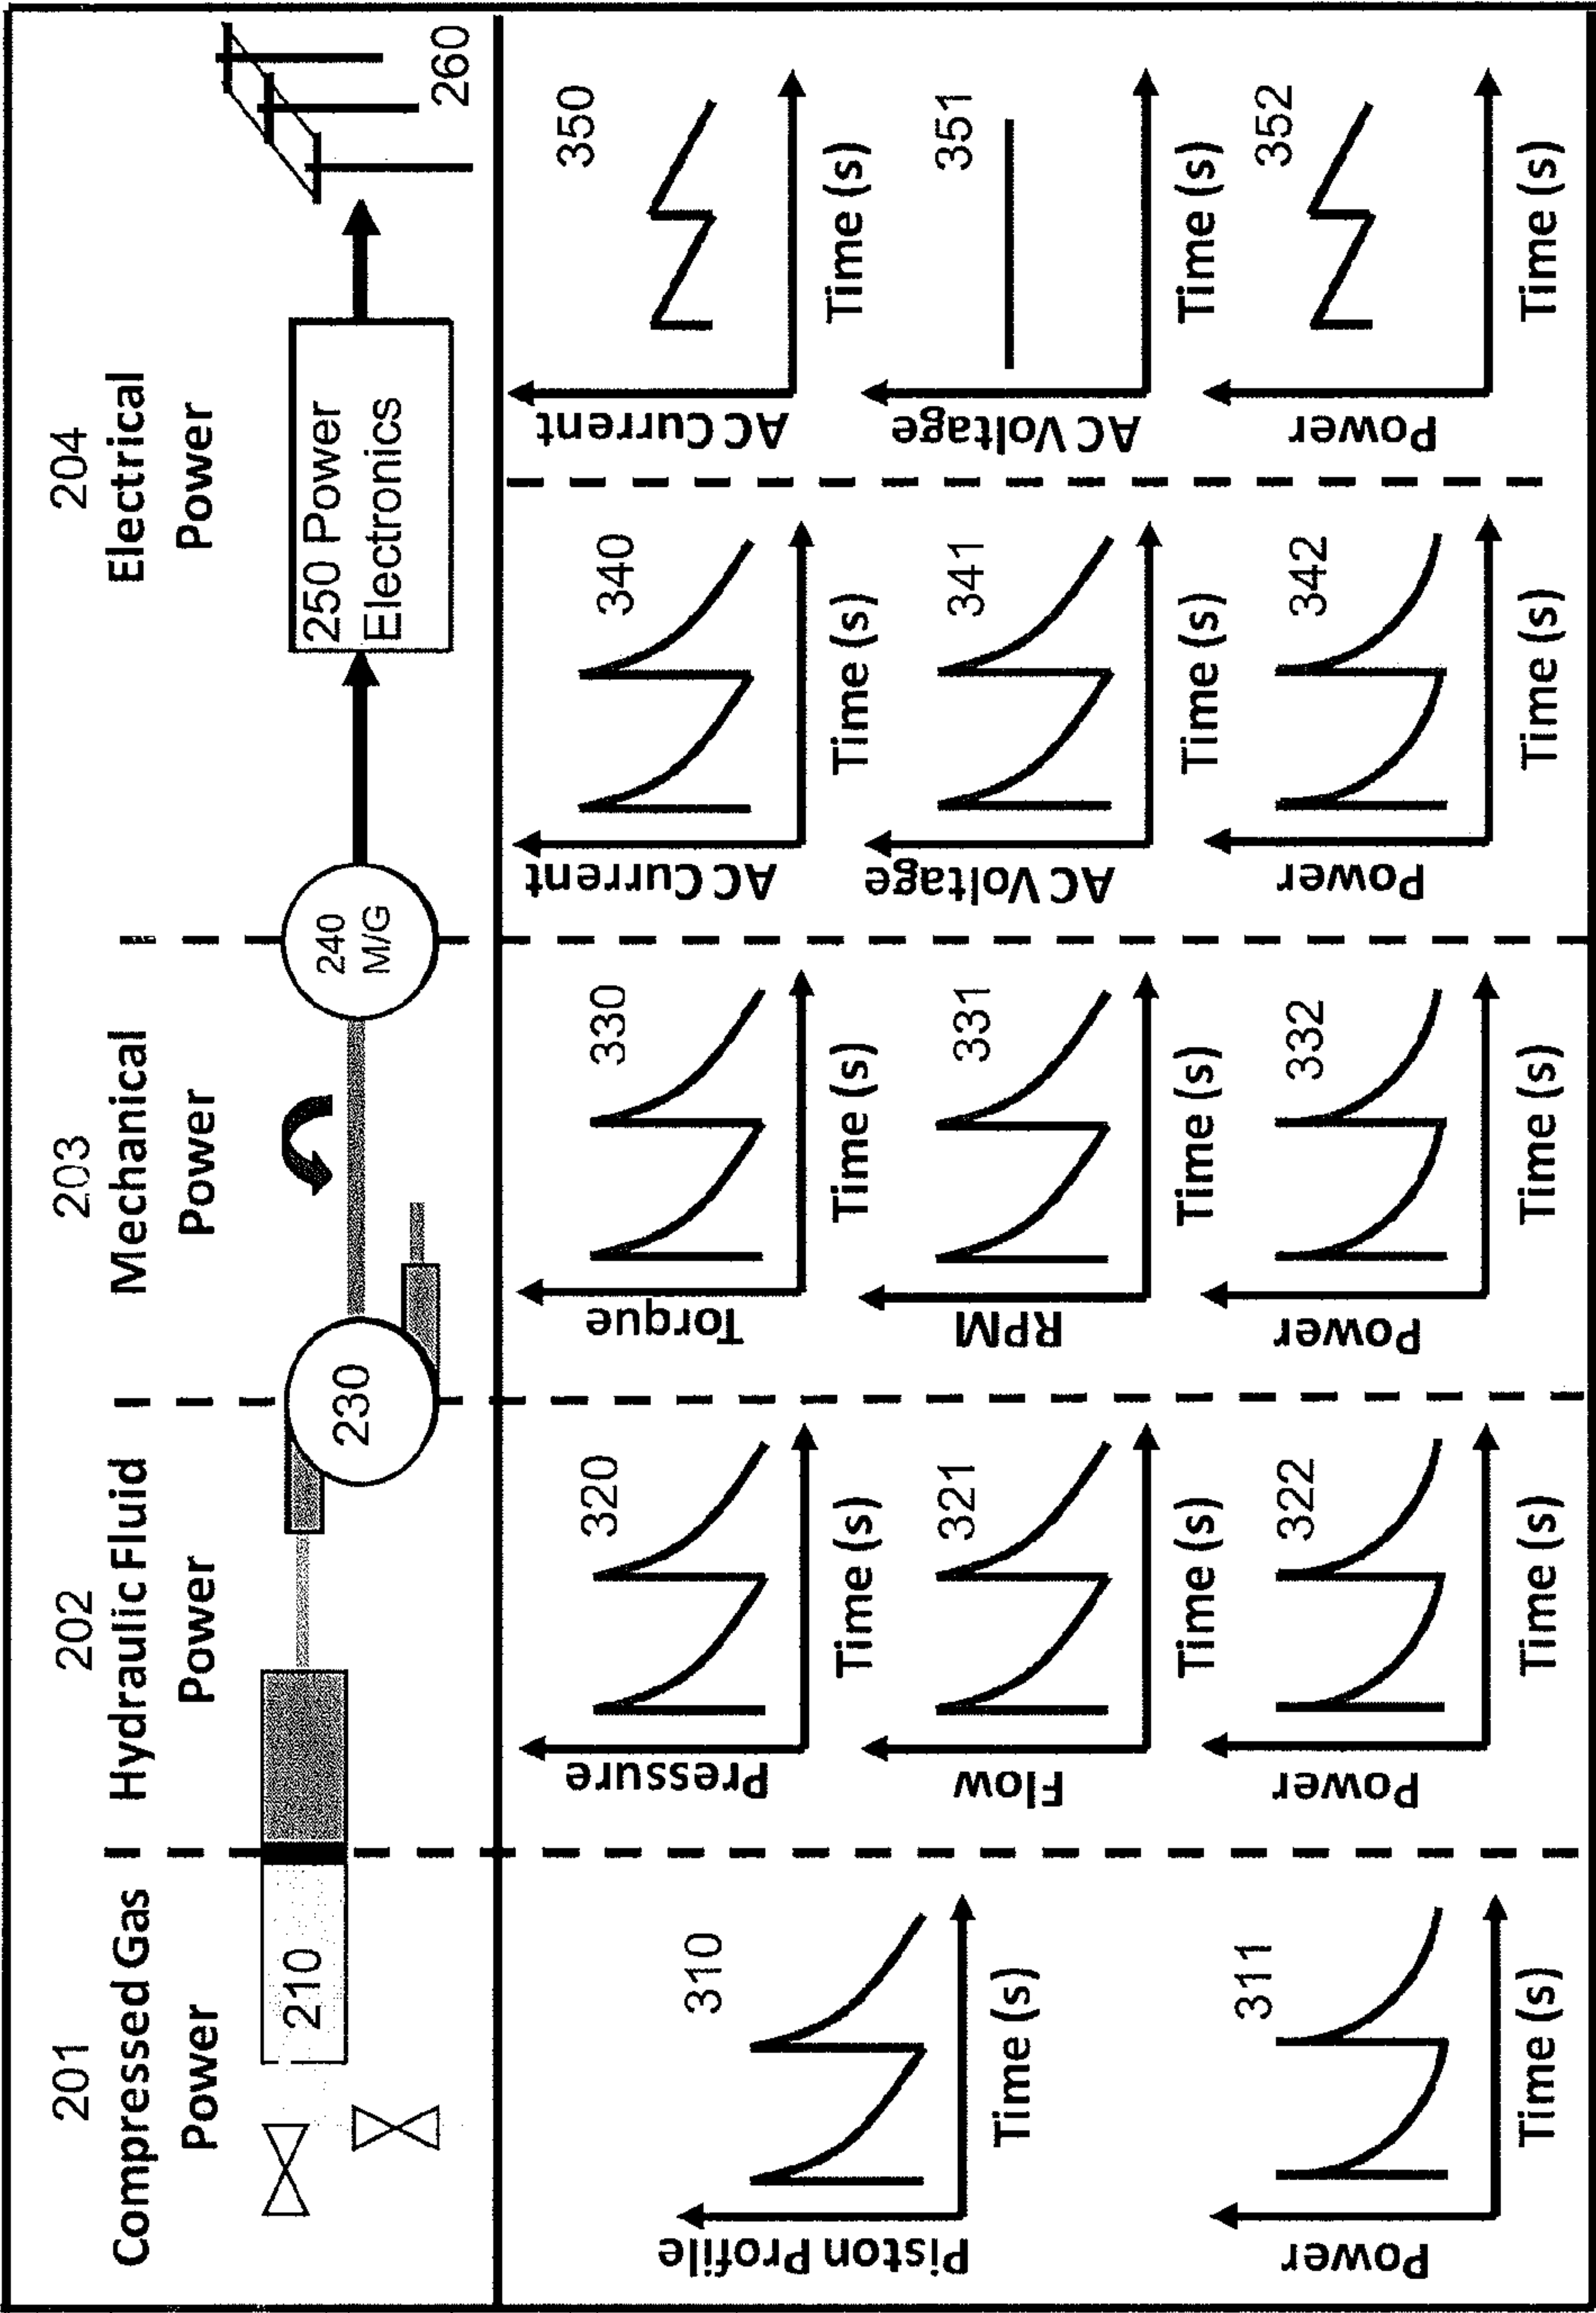 201
Compressed Gas
Power
202
Hydraulic Fluid
Power
203
Mechanical
Power
204
Electrical
Power
210
230
240
M/G
250 Power
Electronics
260
Piston Profile
310
Time (s)
Power
311
Time (s)
Pressure
320
Time (s)
Flow
321
Time (s)
Power
322
Time (s)
Torque
330
Time (s)
RPM
331
Time (s)
Power
332
Time (s)
AC Current
340
Time (s)
AC Voltage
341
Time (s)
Power
342
Time (s)
AC Current
350
Time (s)
AC Voltage
351
Time (s)
Power
352
Time (s)